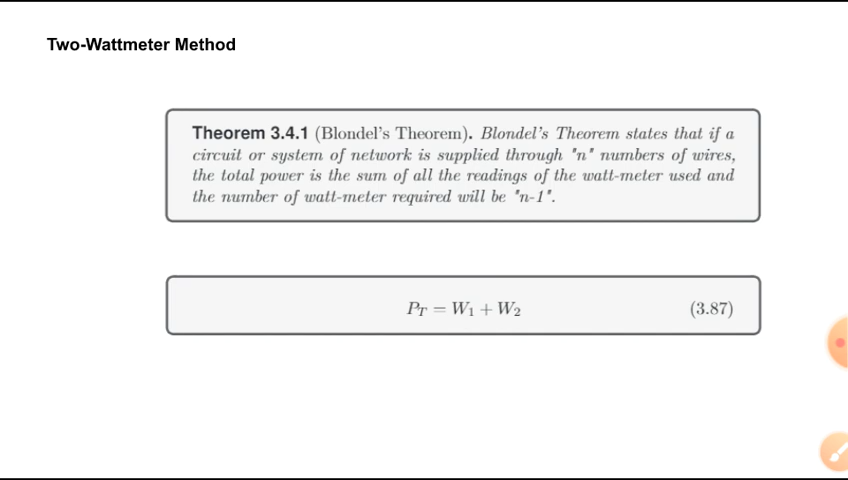 Two-Wattmeter Method
Theorem 3.4.1 (Blondel's Theorem). Blondel's Theorem states that if a
circuit or system of network is supplied through "n" numbers of wires,
the total power is the sum of all the readings of the watt-meter used and
the number of watt-meter required will be "n-1".
P_T = W_1 + W_2 (3.87)